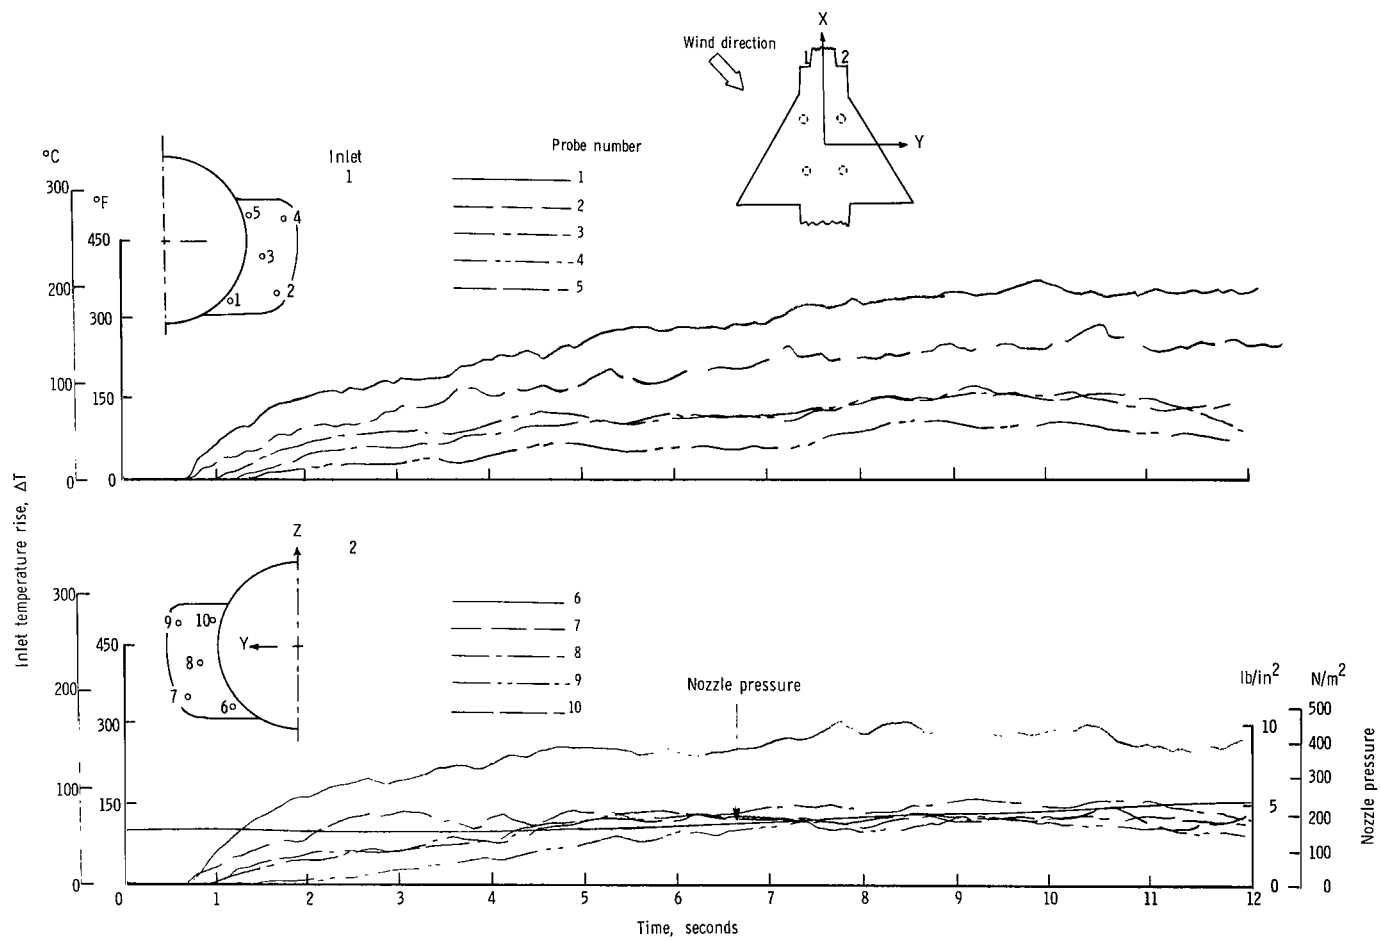 X
Wind direction
1 2
Y
Probe number
Inlet
1
°C
°F
300
450
200
300
100
150
0
0
5
4
3
2
1
1
2
3
4
5
Inlet temperature rise, ΔT
Z
2
Y
9
10
8
7
6
6
7
8
9
10
300
450
200
300
100
150
0
Nozzle pressure
lb/in2
N/m2
10
5
0
500
400
300
200
100
0
Nozzle pressure
0 1 2 3 4 5 6 7 8 9 10 11 12
Time, seconds